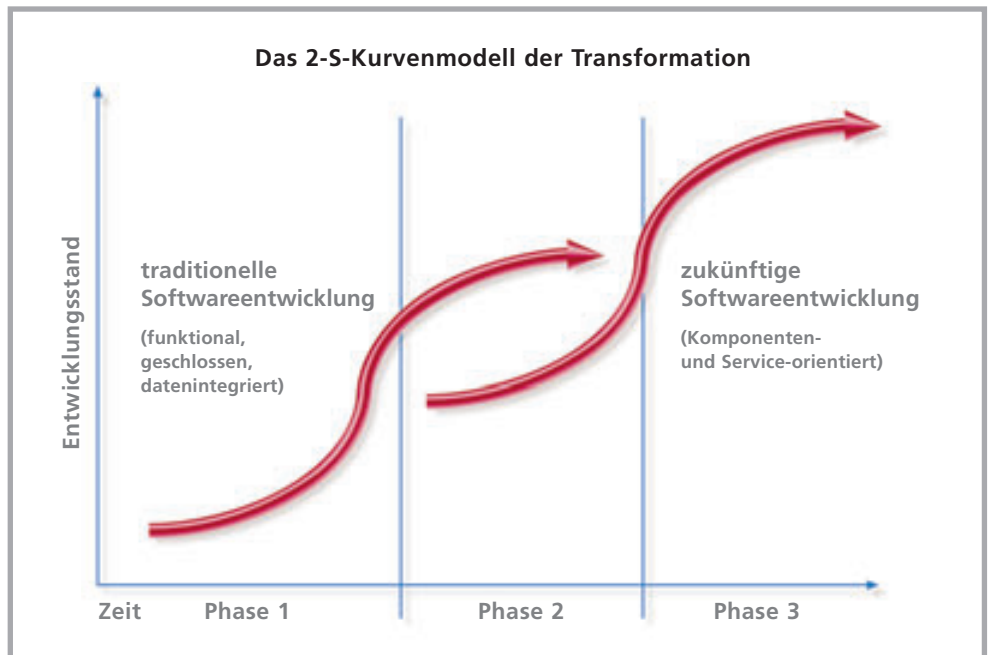 Das 2-S-Kurvenmodell der Transformation
Entwicklungsstand
traditionelle
Softwareentwicklung
(funktional,
geschlossen,
datenintegriert)
zukünftige
Softwareentwicklung
(Komponenten-
und Service-orientiert)
Zeit
Phase 1
Phase 2
Phase 3